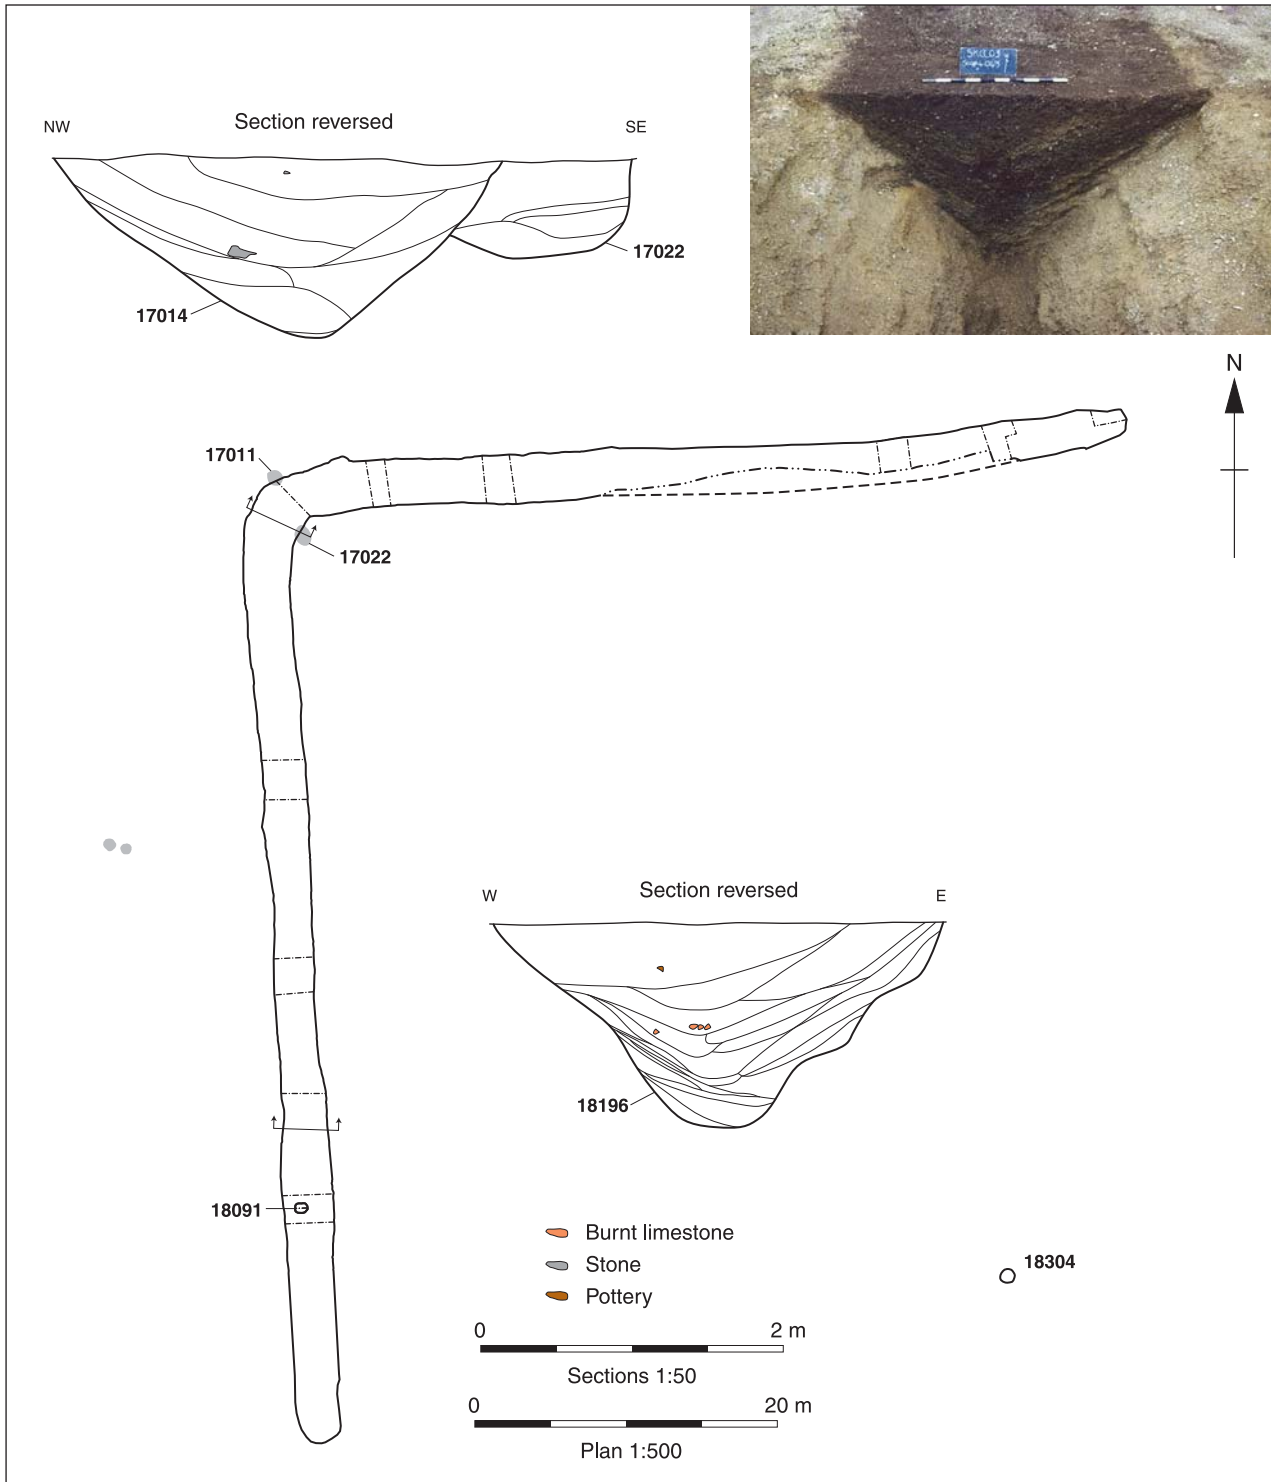 NW
Section reversed
SE
17022
17014
N
17011
17022
W
Section reversed
E
18196
18091
Burnt limestone
Stone
Pottery
18304
0 2 m
Sections 1:50
0 20 m
Plan 1:500